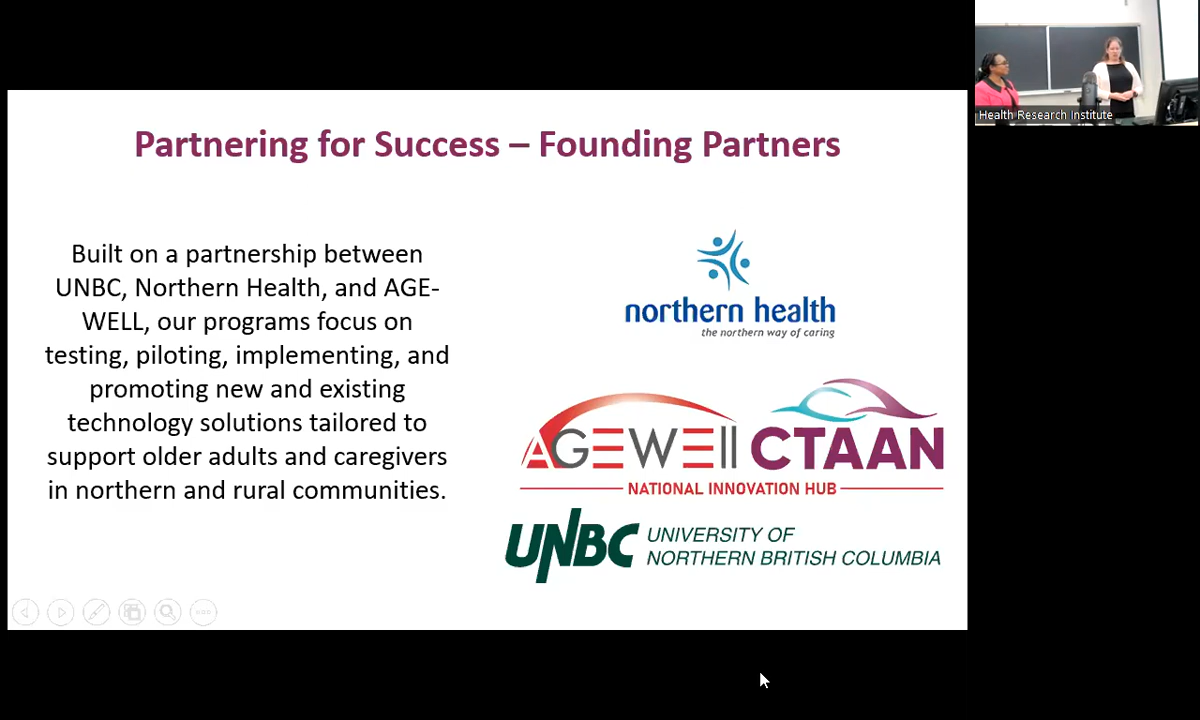 Health Research Institute
Partnering for Success – Founding Partners
Built on a partnership between
UNBC, Northern Health, and AGE-
WELL, our programs focus on
testing, piloting, implementing, and
promoting new and existing
technology solutions tailored to
support older adults and caregivers
in northern and rural communities.
northern health
the northern way of caring
AGEWEll CTAAN
NATIONAL INNOVATION HUB
UNBC UNIVERSITY OF
NORTHERN BRITISH COLUMBIA